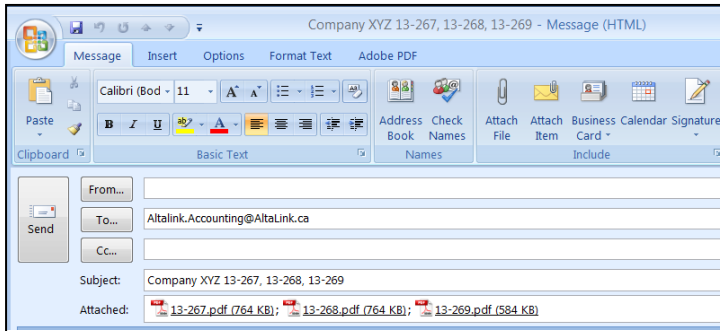 Company XYZ 13-267, 13-268, 13-269 - Message (HTML)
Message Insert Options Format Text Adobe PDF
Calibri (Bod 11 A A
Paste B I U ab A Address Check Attach Attach Business Calendar Signature
Book Names File Item Card
Clipboard Basic Text Names Include
From...
Send To... Altalink.Accounting@AltaLink.ca
Cc...
Subject: Company XYZ 13-267, 13-268, 13-269
Attached: 13-267.pdf (764 KB); 13-268.pdf (764 KB); 13-269.pdf (584 KB)